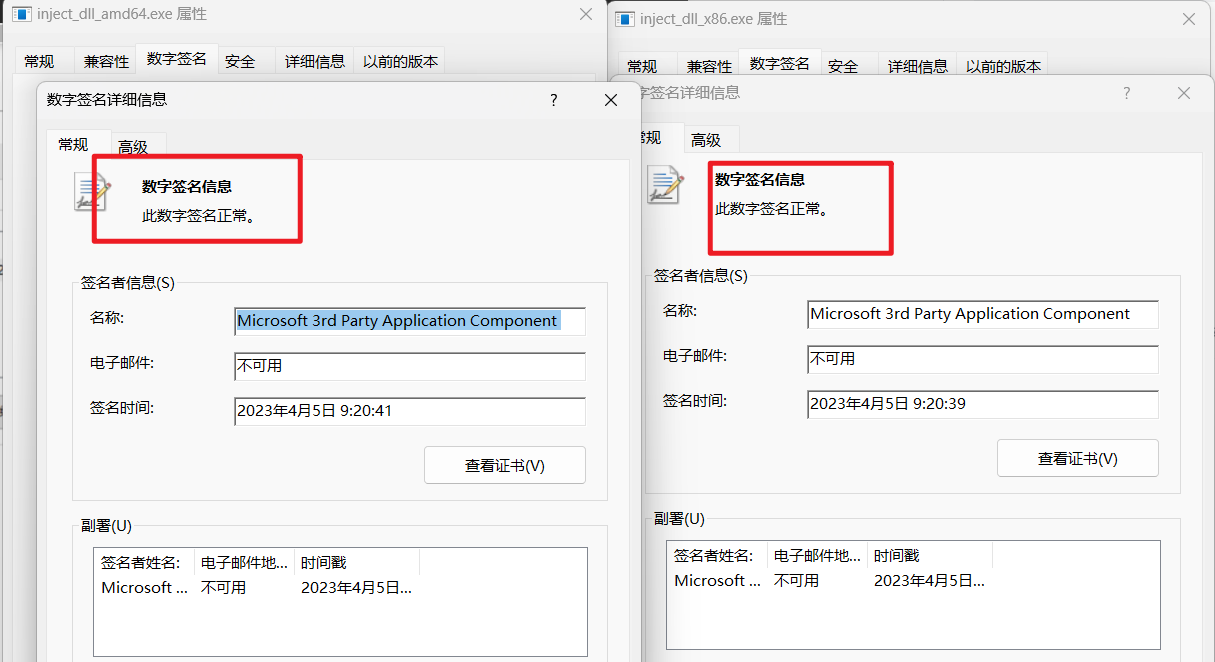 inject_dll_amd64.exe 属性
常规 兼容性 数字签名 安全 详细信息 以前的版本
数字签名详细信息 ?
常规 高级
数字签名信息
此数字签名正常。
签名者信息(S)
名称: Microsoft 3rd Party Application Component
电子邮件: 不可用
签名时间: 2023年4月5日 9:20:41
查看证书(V)
副署(U)
签名者姓名: 电子邮件地... 时间戳
Microsoft ... 不可用 2023年4月5日...
inject_dll_x86.exe 属性
常规 兼容性 数字签名 安全 详细信息 以前的版本
字签名详细信息 ?
常规 高级
数字签名信息
此数字签名正常。
签名者信息(S)
名称: Microsoft 3rd Party Application Component
电子邮件: 不可用
签名时间: 2023年4月5日 9:20:39
查看证书(V)
副署(U)
签名者姓名: 电子邮件地... 时间戳
Microsoft ... 不可用 2023年4月5日...